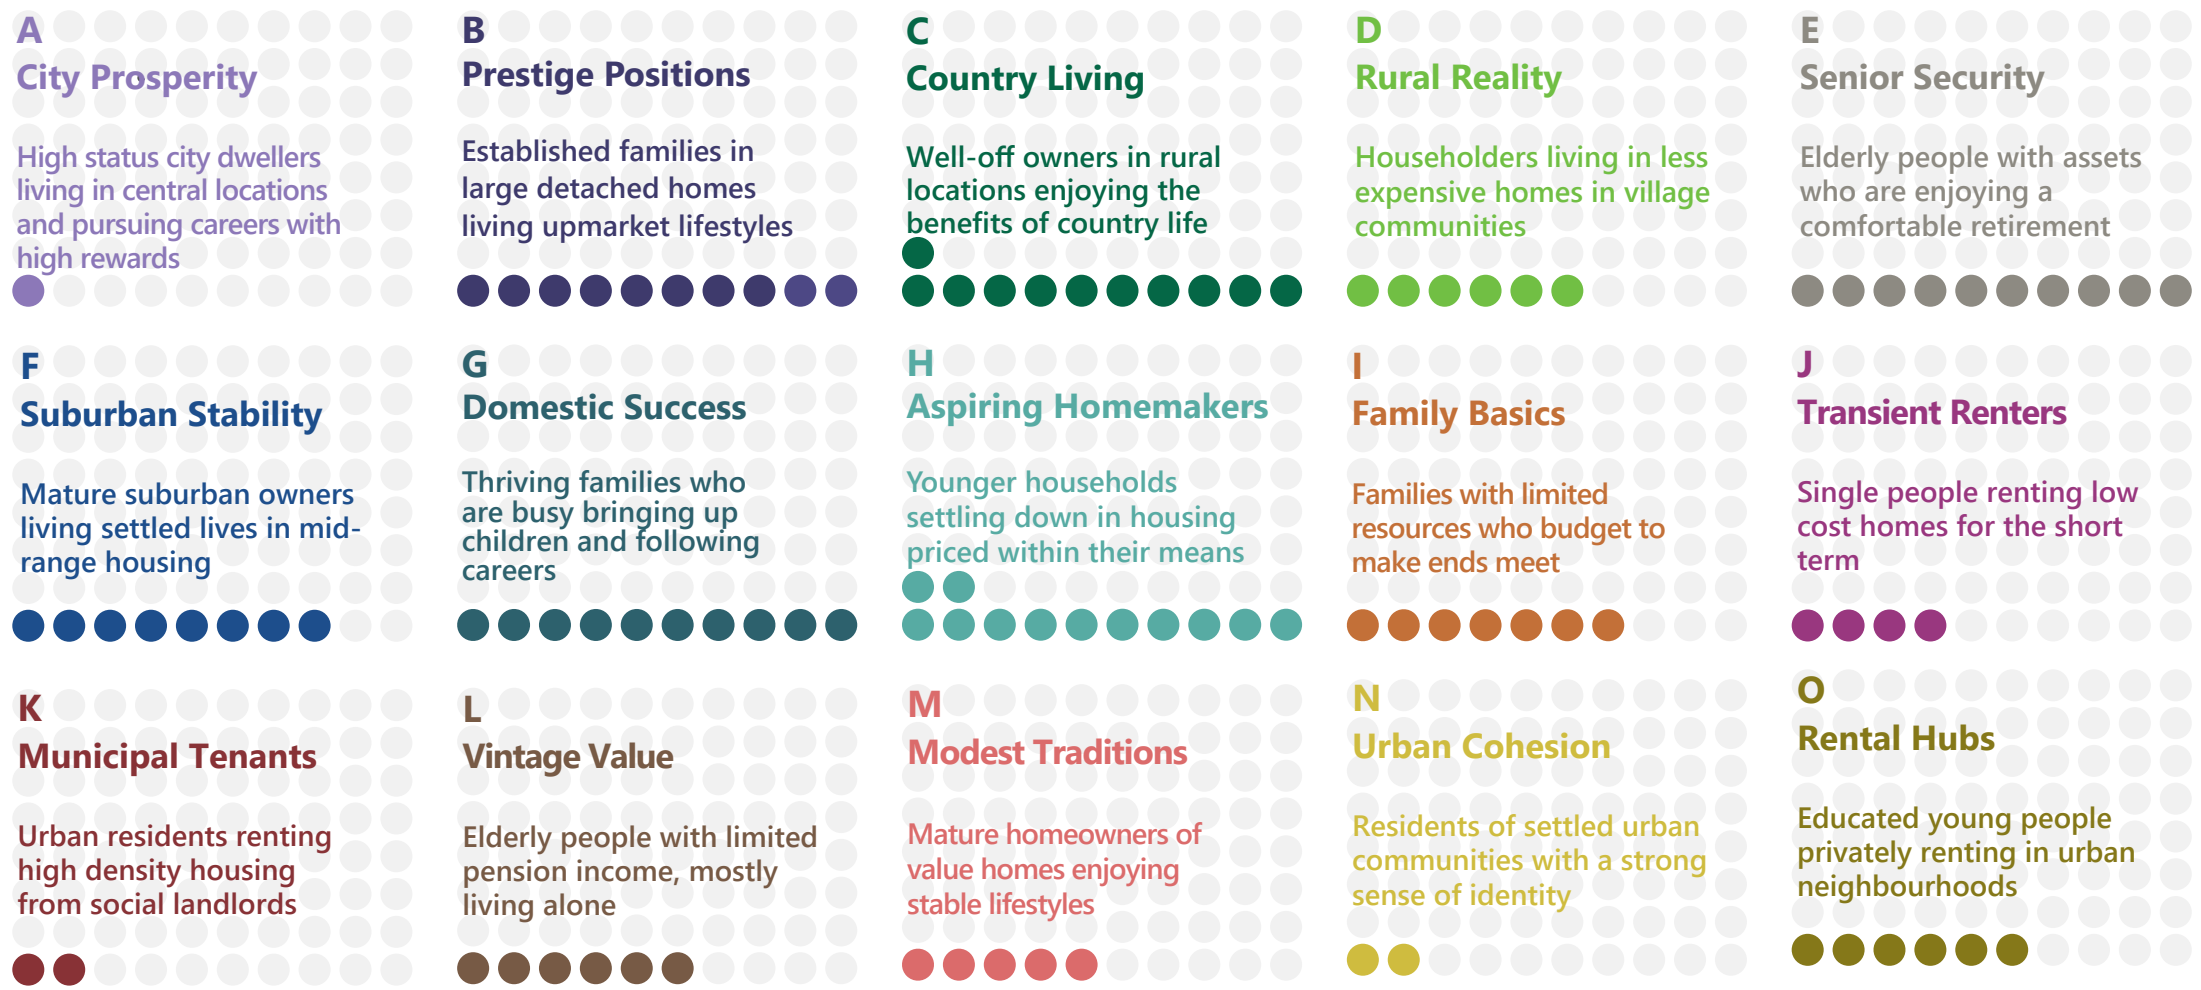 A
City Prosperity
High status city dwellers
living in central locations
and pursuing careers with
high rewards
B
Prestige Positions
Established families in
large detached homes
living upmarket lifestyles
C
Country Living
Well-off owners in rural
locations enjoying the
benefits of country life
D
Rural Reality
Householders living in less
expensive homes in village
communities
E
Senior Security
Elderly people with assets
who are enjoying a
comfortable retirement
F
Suburban Stability
Mature suburban owners
living settled lives in mid-
range housing
G
Domestic Success
Thriving families who
are busy bringing up
children and following
careers
H
Aspiring Homemakers
Younger households
settling down in housing
priced within their means
I
Family Basics
Families with limited
resources who budget to
make ends meet
J
Transient Renters
Single people renting low
cost homes for the short
term
K
Municipal Tenants
Urban residents renting
high density housing
from social landlords
L
Vintage Value
Elderly people with limited
pension income, mostly
living alone
M
Modest Traditions
Mature homeowners of
value homes enjoying
stable lifestyles
N
Urban Cohesion
Residents of settled urban
communities with a strong
sense of identity
O
Rental Hubs
Educated young people
privately renting in urban
neighbourhoods